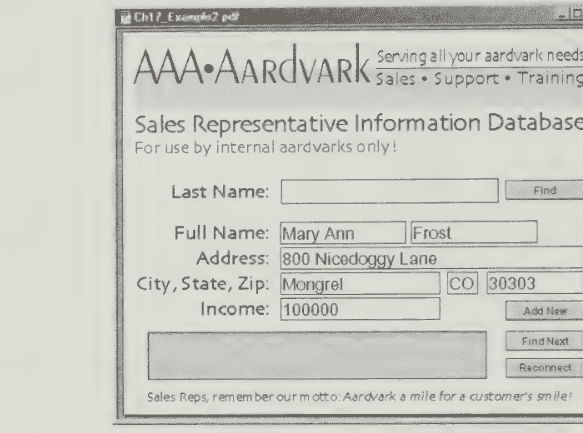 Ch17_Example2.pdf
AAA•AARdVARk Serving all your aardvark needs
Sales • Support • Training
Sales Representative Information Database
For use by internal aardvarks only!
Last Name: Find
Full Name: Mary Ann Frost
Address: 800 Nicedoggy Lane
City, State, Zip: Mongrel CO 30303
Income: 100000 Add New
Find Next
Reconnect
Sales Reps, remember our motto: Aardvark a mile for a customer's smile!